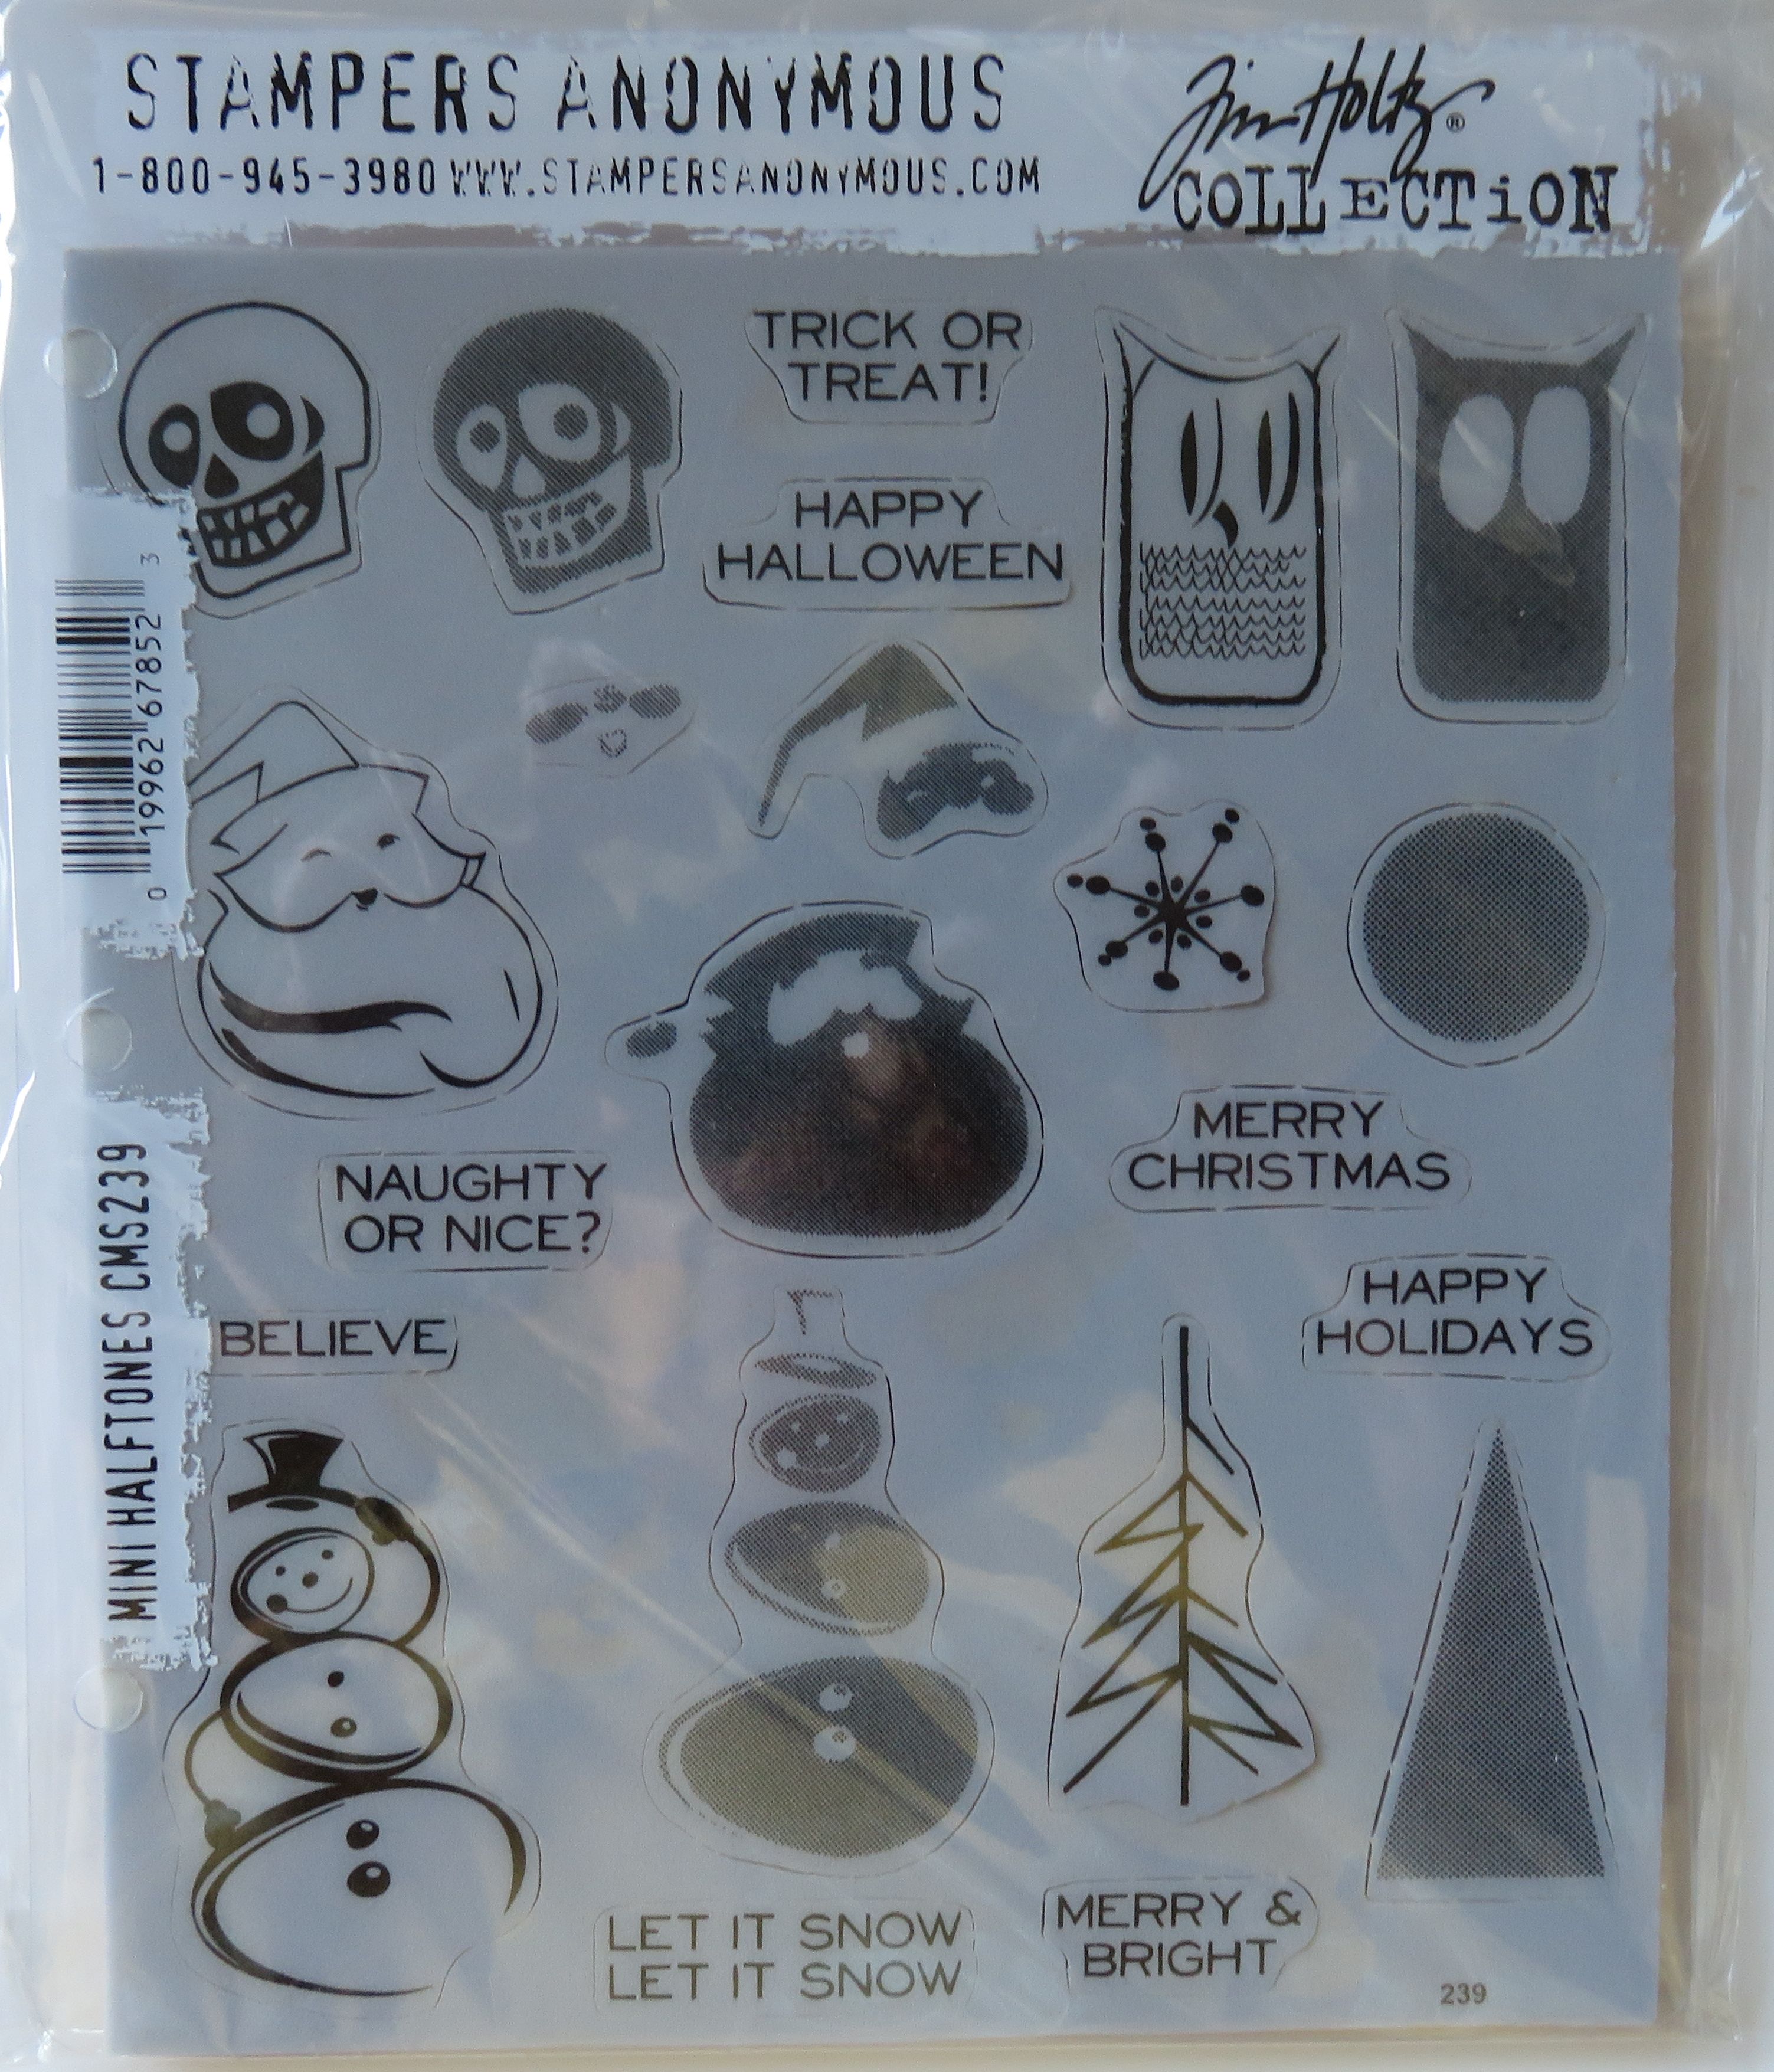 STAMPERS ANONYMOUS
1-800-945-3980 WWW.STAMPERSANONYMOUS.COM
Tim Holtz®
COLLECTiON
TRICK OR
TREAT!
HAPPY
HALLOWEEN
0 19962 67852 3
NAUGHTY
OR NICE?
MERRY
CHRISTMAS
MINI HALFTONES CMS239
BELIEVE
HAPPY
HOLIDAYS
LET IT SNOW
LET IT SNOW
MERRY &
BRIGHT
239